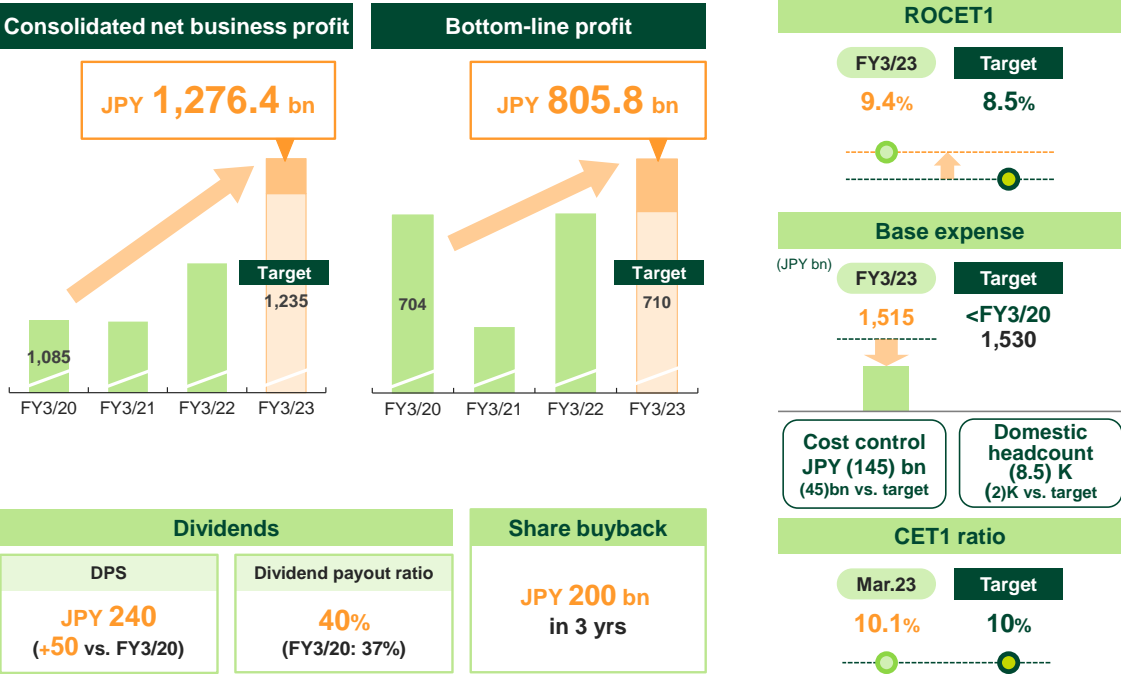 Consolidated net business profit
JPY 1,276.4 bn
Target
1,235
1,085
FY3/20
FY3/21
FY3/22
FY3/23
Bottom-line profit
JPY 805.8 bn
Target
704
710
FY3/20
FY3/21
FY3/22
FY3/23
Dividends
DPS
JPY 240
(+50 vs. FY3/20)
Dividend payout ratio
40%
(FY3/20: 37%)
Share buyback
JPY 200 bn
in 3 yrs
ROCET1
FY3/23
Target
9.4%
8.5%
Base expense
(JPY bn)
FY3/23
Target
1,515
<FY3/20
1,530
Cost control
JPY (145) bn
(45)bn vs. target
Domestic
headcount
(8.5) K
(2)K vs. target
CET1 ratio
Mar.23
Target
10.1%
10%